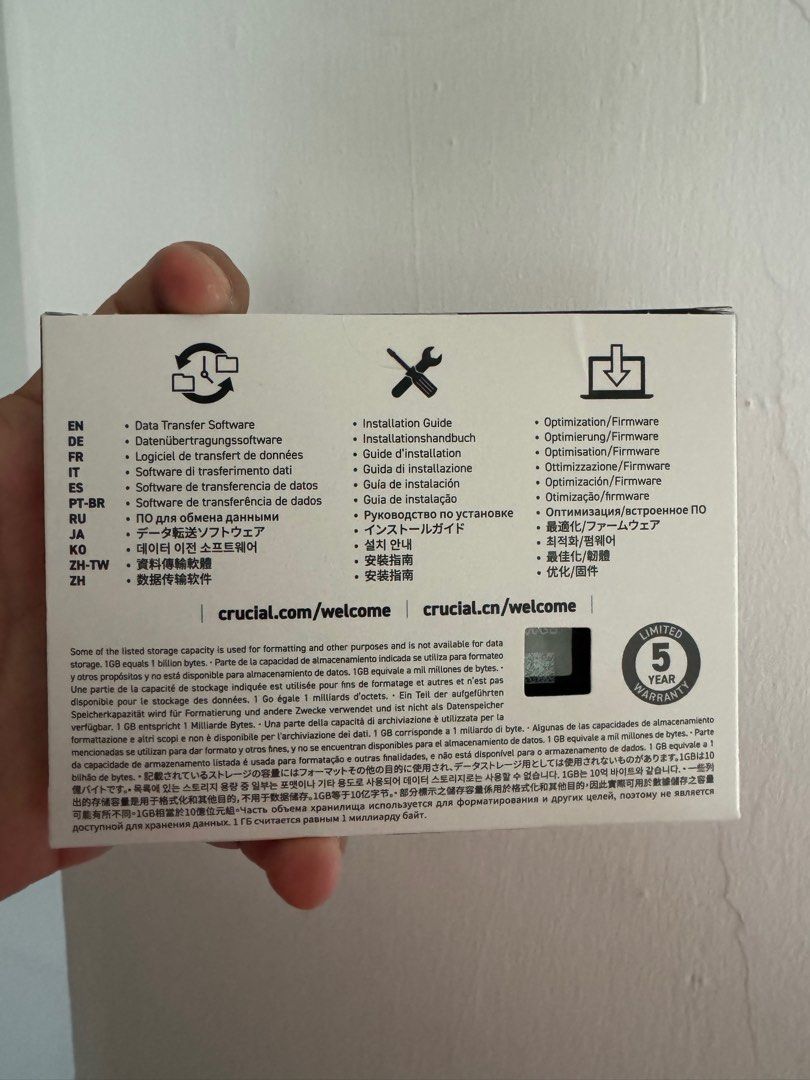 EN • Data Transfer Software • Installation Guide • Optimization/Firmware
DE • Datenübertragungssoftware • Installationshandbuch • Optimierung/Firmware
FR • Logiciel de transfert de données • Guide d'installation • Optimisation/Firmware
IT • Software di trasferimento dati • Guida di installazione • Ottimizzazione/Firmware
ES • Software de transferencia de datos • Guía de instalación • Optimización/Firmware
PT-BR • Software de transferência de dados • Guia de instalação • Otimização/firmware
RU • ПО для обмена данными • Руководство по установке • Оптимизация/встроенное ПО
JA • データ転送ソフトウェア • インストールガイド • 最適化/ファームウェア
KO • 데이터 이전 소프트웨어 • 설치 안내 • 최적화/펌웨어
ZH-TW • 資料傳輸軟體 • 安裝指南 • 最佳化/韌體
ZH • 数据传输软件 • 安装指南 • 优化/固件
crucial.com/welcome | crucial.cn/welcome
LIMITED
5
YEAR
WARRANTY
Some of the listed storage capacity is used for formatting and other purposes and is not available for data
storage. 1GB equals 1 billion bytes. • Parte de la capacidad de almacenamiento indicada se utiliza para formateo
y otros propósitos y no está disponible para almacenamiento de datos. 1GB equivale a mil millones de bytes. •
Une partie de la capacité de stockage indiquée est utilisée pour fins de formatage et autres et n'est pas
disponible pour le stockage des données. 1 Go égale 1 milliards d'octets. • Ein Teil der aufgeführten
Speicherkapazität wird für Formatierung und andere Zwecke verwendet und ist nicht als Datenspeicher
verfügbar. 1 GB entspricht 1 Milliarde Bytes. • Una parte della capacità di archiviazione è utilizzata per la
formattazione e altri scopi e non è disponibile per l'archiviazione dei dati. 1 GB corrisponde a 1 miliardo di byte. • Algunas de las capacidades de almacenamiento
mencionadas se utilizan para dar formato y otros fines, y no se encuentran disponibles para el almacenamiento de datos. 1 GB equivale a mil millones de bytes. • Parte
da capacidade de armazenamento listada é usada para formatação e outras finalidades, e não está disponível para o armazenamento de dados. 1 GB equivale a 1
bilhão de bytes. • 記載されているストレージの容量にはフォーマットその他の目的に使用され、データストレージ用としては使用されないものがあります。1GBは10
億バイトです。• 목록에 있는 스토리지 용량 중 일부는 포맷이나 기타 용도로 사용되어 데이터 스토리지로는 사용할 수 없습니다. 1GB는 10억 바이트와 같습니다. • 一些列
出的存储容量是用于格式化和其他目的，不用于数据储存。1GB等于10亿字节。• 部分標示之儲存容量係用於格式化和其他目的，因此實際可用於數據儲存之容量
可能有所不同。1GB相當於10億位元組 •Часть объема хранилища используется для форматирования и других целей, поэтому не является
доступной для хранения данных. 1 ГБ считается равным 1 миллиарду байт.